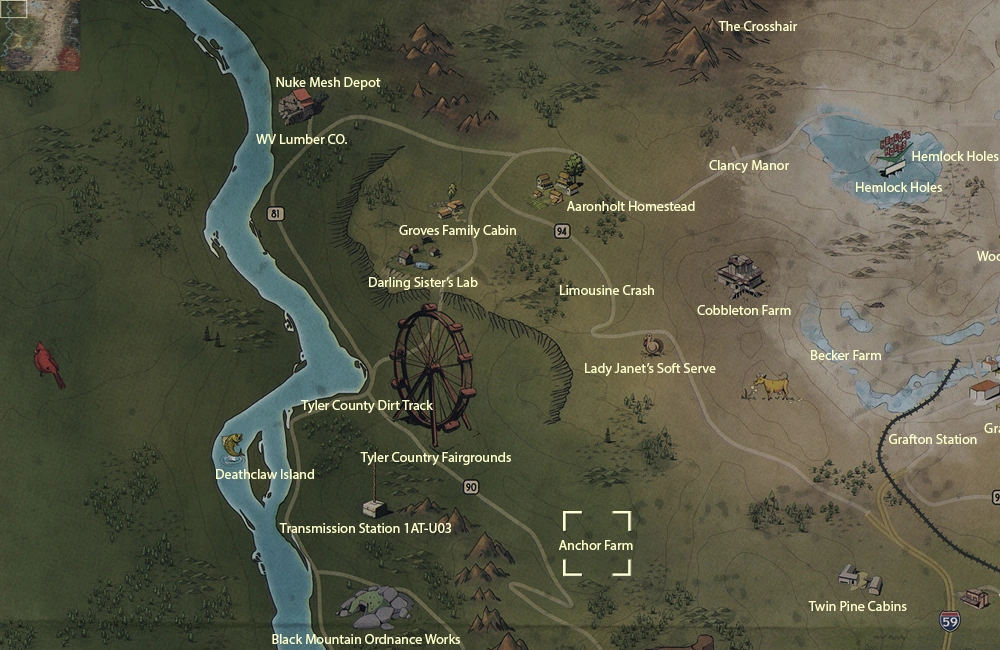 The Crosshair
Nuke Mesh Depot
WV Lumber CO.
HEMLOCK HOLES
Hemlock Holes
Clancy Manor
Hemlock Holes
Aaronholt Homestead
81
Groves Family Cabin
94
Darling Sister's Lab
Limousine Crash
Cobbleton Farm
Becker Farm
Lady Janet's Soft Serve
Tyler County Dirt Track
Grafton Station
Tyler Country Fairgrounds
Deathclaw Island
90
Transmission Station 1AT-U03
Anchor Farm
Twin Pine Cabins
59
Black Mountain Ordnance Works